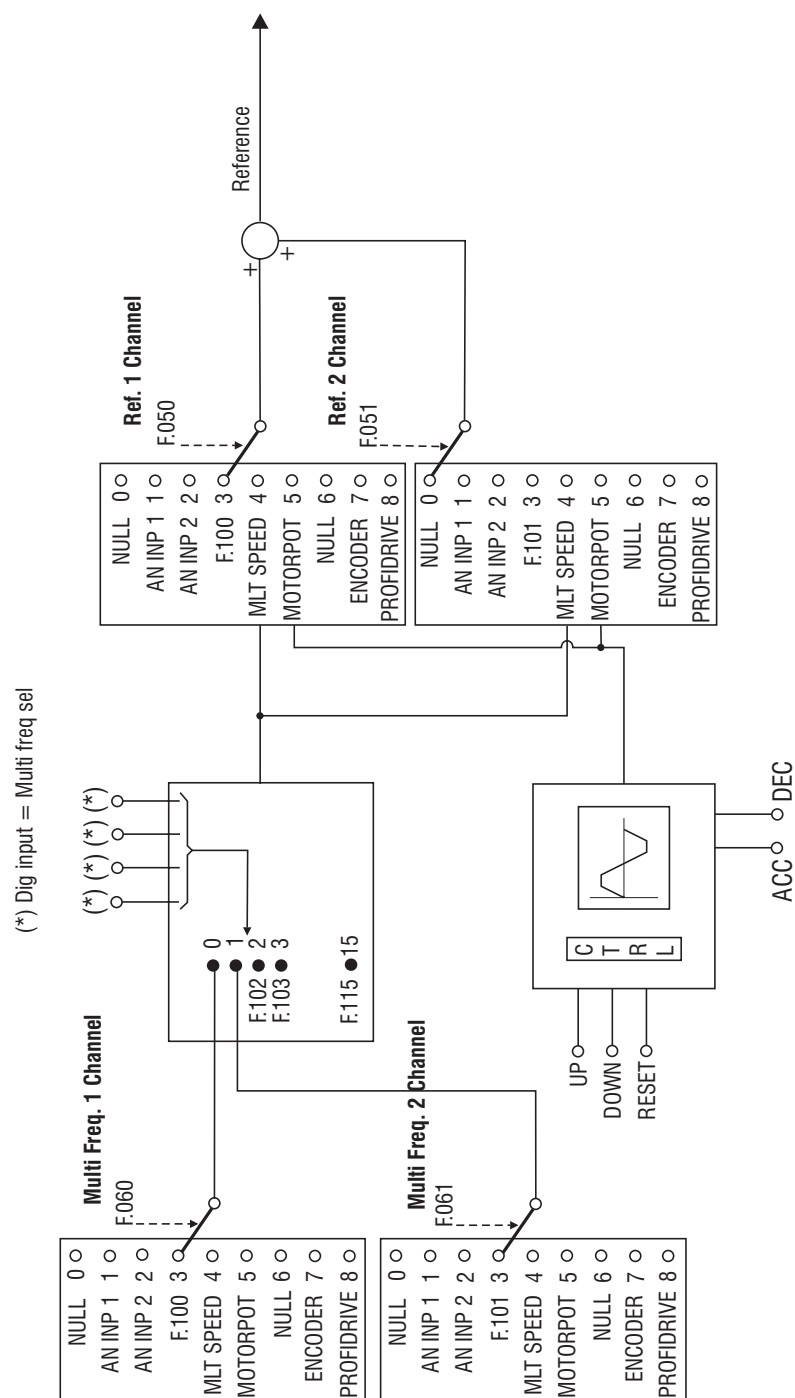 (*) Dig input = Multi freq sel
Multi Freq. 1 Channel
F.060
NULL 0
AN INP 1 1
AN INP 2 2
F.100 3
MLT SPEED 4
MOTORPOT 5
NULL 6
ENCODER 7
PROFIDRIVE 8
Multi Freq. 2 Channel
F.061
NULL 0
AN INP 1 1
AN INP 2 2
F.101 3
MLT SPEED 4
MOTORPOT 5
NULL 6
ENCODER 7
PROFIDRIVE 8
(*) (*) (*) (*)
0
1
F.102 2
F.103 3
F.115 15
UP
DOWN
RESET
C T R L
ACC
DEC
Ref. 1 Channel
F.050
NULL 0
AN INP 1 1
AN INP 2 2
F.100 3
MLT SPEED 4
MOTORPOT 5
NULL 6
ENCODER 7
PROFIDRIVE 8
Ref. 2 Channel
F.051
NULL 0
AN INP 1 1
AN INP 2 2
F.101 3
MLT SPEED 4
MOTORPOT 5
NULL 6
ENCODER 7
PROFIDRIVE 8
+
+
Reference